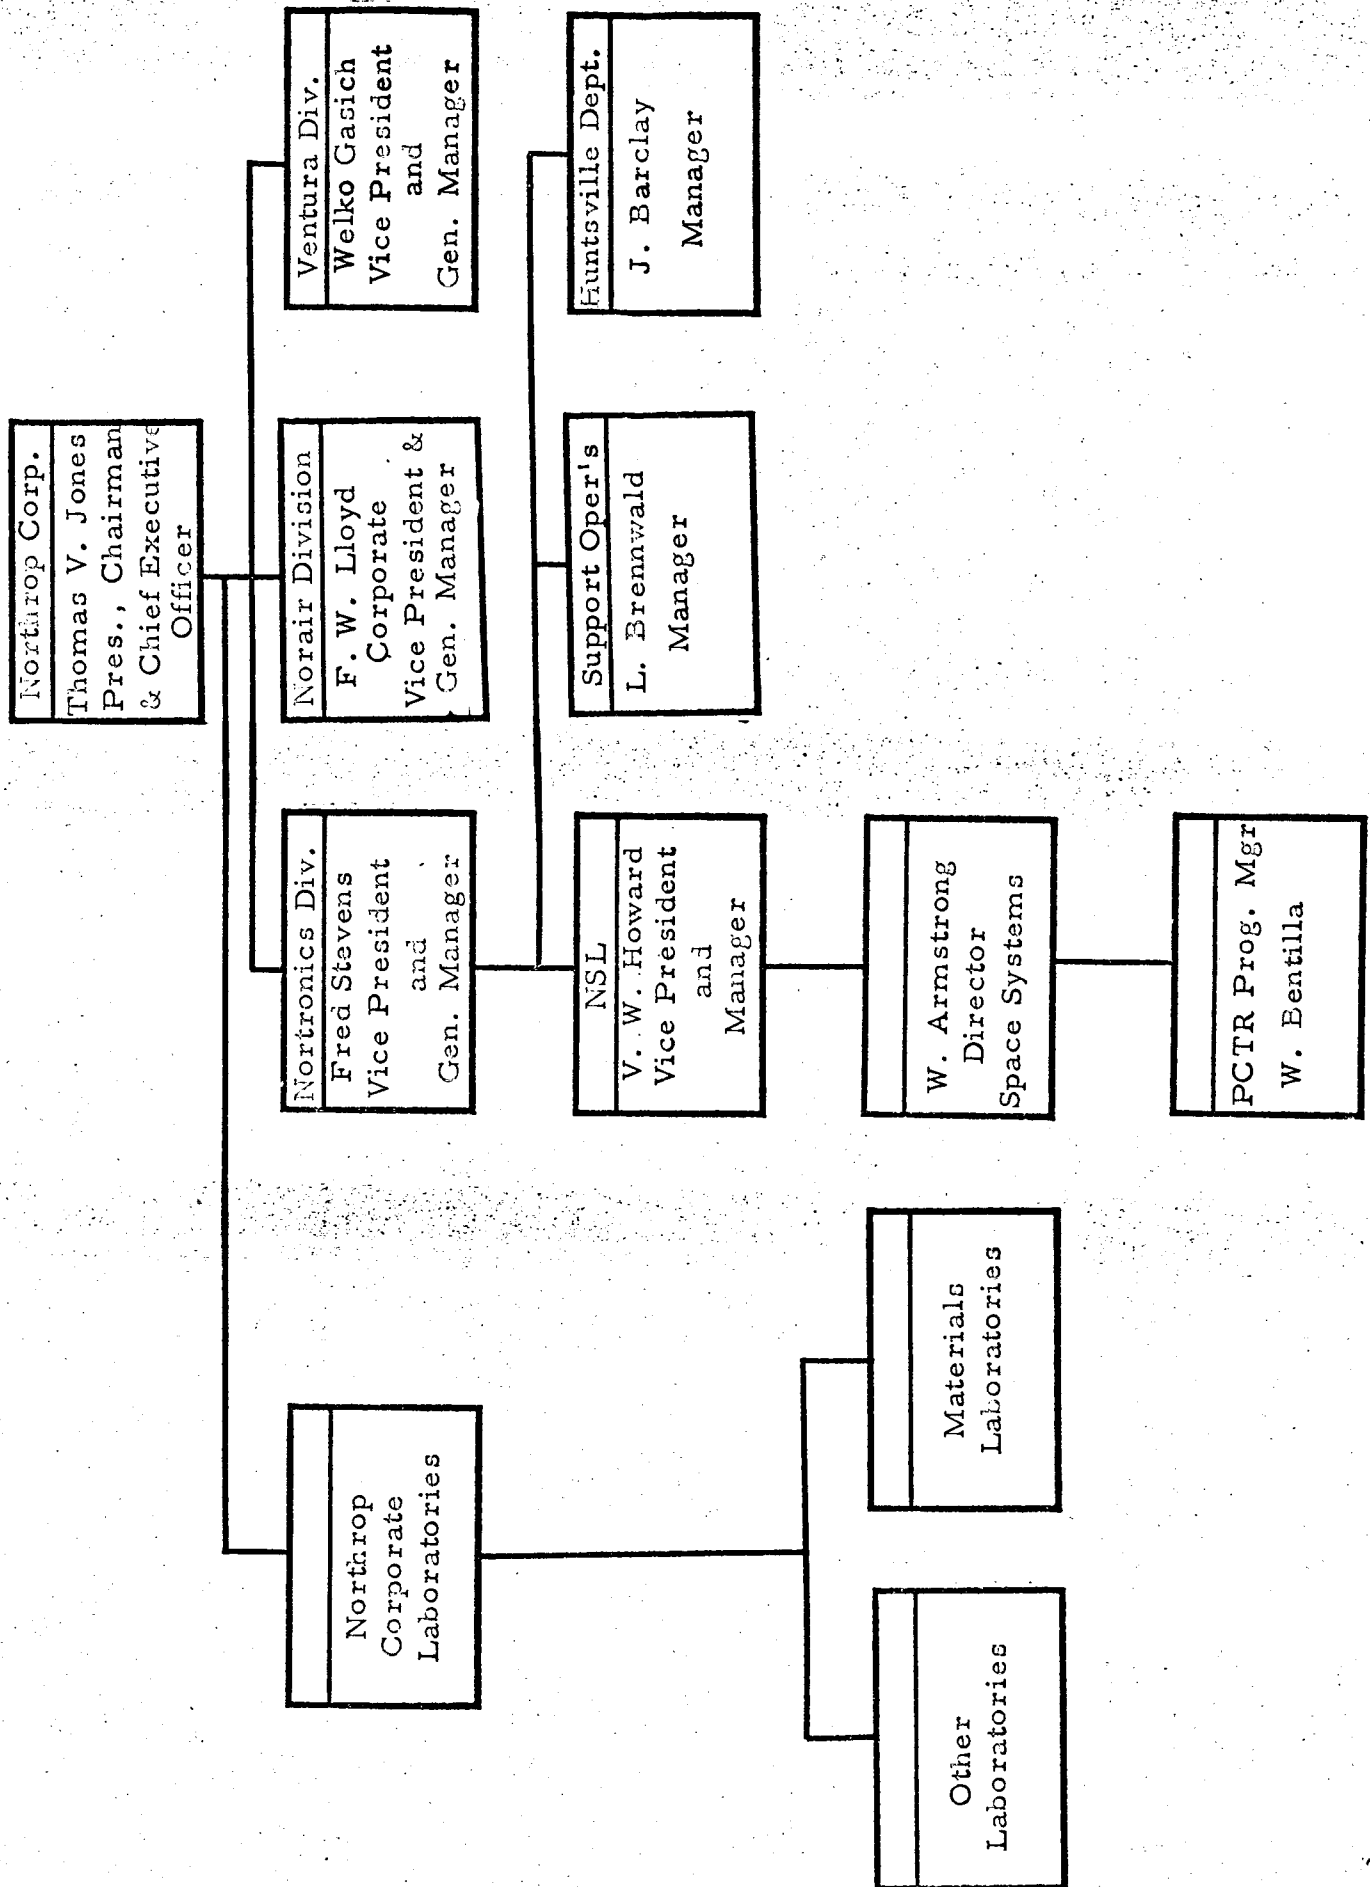 Northrop Corp.
Thomas V. Jones
Pres., Chairman
& Chief Executive
Officer
Northrop
Corporate
Laboratories
Nortronics Div.
Fred Stevens
Vice President
and
Gen. Manager
Norair Division
F. W. Lloyd
Corporate
Vice President &
Gen. Manager
Ventura Div.
Welko Gasich
Vice President
and
Gen. Manager
NSL
V. W. Howard
Vice President
and
Manager
Support Oper's
L. Brennwald
Manager
Huntsville Dept.
J. Barclay
Manager
Other
Laboratories
Materials
Laboratories
W. Armstrong
Director
Space Systems
PCTR Prog. Mgr
W. Bentilla